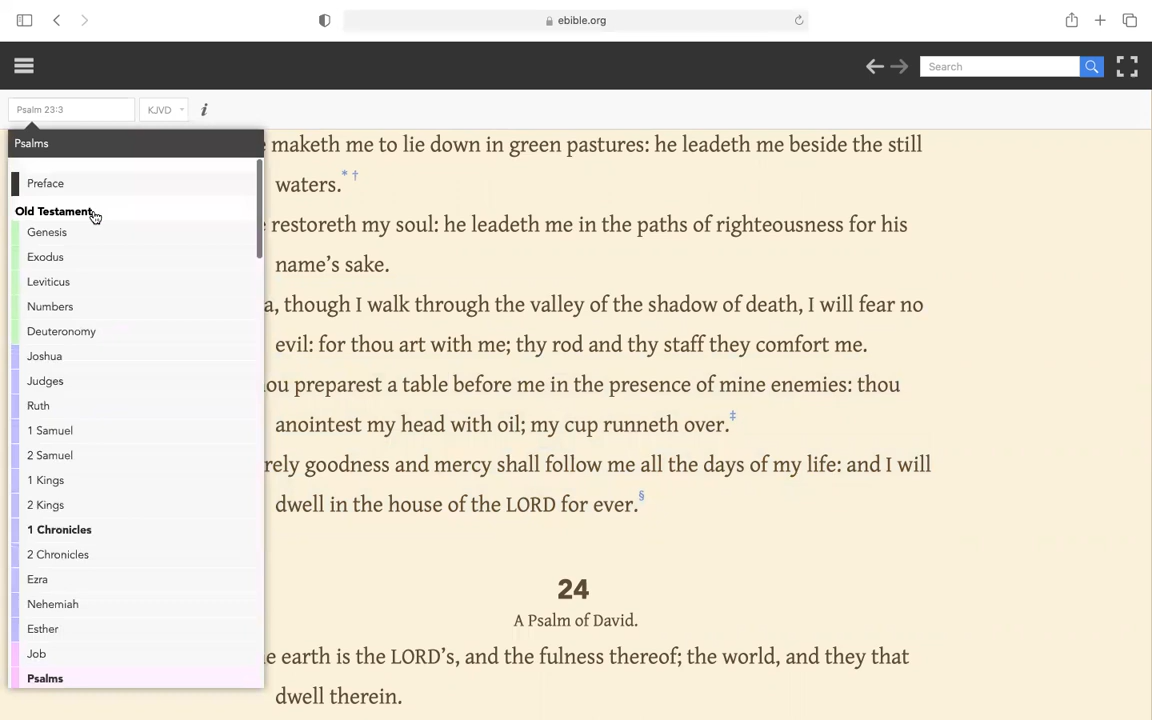 ebible.org
Search
Psalm 23:3
KJVD
i
Psalms
Preface
Old Testament
Genesis
Exodus
Leviticus
Numbers
Deuteronomy
Joshua
Judges
Ruth
1 Samuel
2 Samuel
1 Kings
2 Kings
1 Chronicles
2 Chronicles
Ezra
Nehemiah
Esther
Job
Psalms
maketh me to lie down in green pastures: he leadeth me beside the still
waters.* †
restoreth my soul: he leadeth me in the paths of righteousness for his
name’s sake.
a, though I walk through the valley of the shadow of death, I will fear no
evil: for thou art with me; thy rod and thy staff they comfort me.
ou preparest a table before me in the presence of mine enemies: thou
anointest my head with oil; my cup runneth over.‡
rely goodness and mercy shall follow me all the days of my life: and I will
dwell in the house of the LORD for ever.§
24
A Psalm of David.
e earth is the LORD’s, and the fulness thereof; the world, and they that
dwell therein.